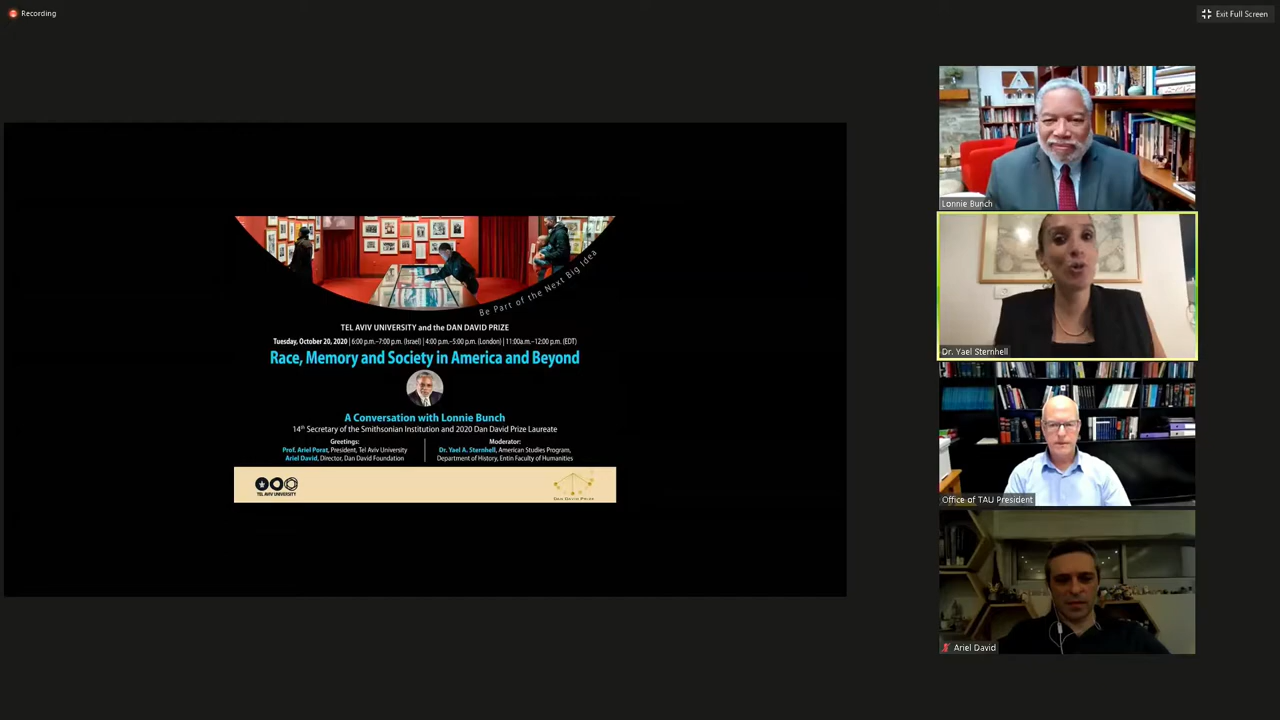 Recording
Exit Full Screen
Be Part of the Next Big Idea
TEL AVIV UNIVERSITY and the DAN DAVID PRIZE
Tuesday, October 20, 2020 | 6:00 p.m.–7:00 p.m. (Israel) | 4:00 p.m.–5:00 p.m. (London) | 11:00a.m.–12:00 p.m. (EDT)
Race, Memory and Society in America and Beyond
A Conversation with Lonnie Bunch
14th Secretary of the Smithsonian Institution and 2020 Dan David Prize Laureate
Greetings:
Prof. Ariel Porat, President, Tel Aviv University
Ariel David, Director, Dan David Foundation
Moderator:
Dr. Yael A. Sternhell, American Studies Program,
Department of History, Entin Faculty of Humanities
TEL AVIV UNIVERSITY
DAN DAVID PRIZE
Lonnie Bunch
Dr. Yael Sternhell
Office of TAU President
Ariel David